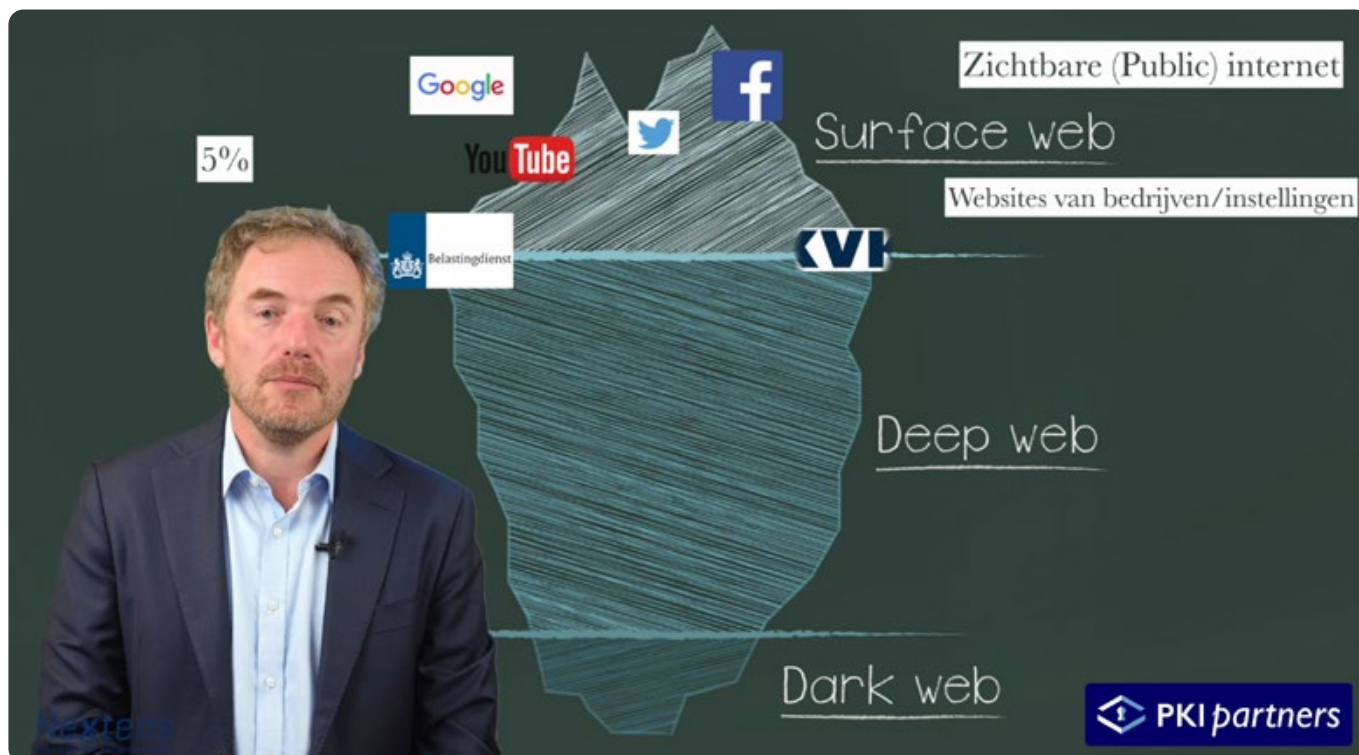 Zichtbare (Public) internet
Google
Surface web
YouTube
5%
Websites van bedrijven/instellingen
Belastingdienst
KVK
Deep web
Dark web
PKI partners
Nextens